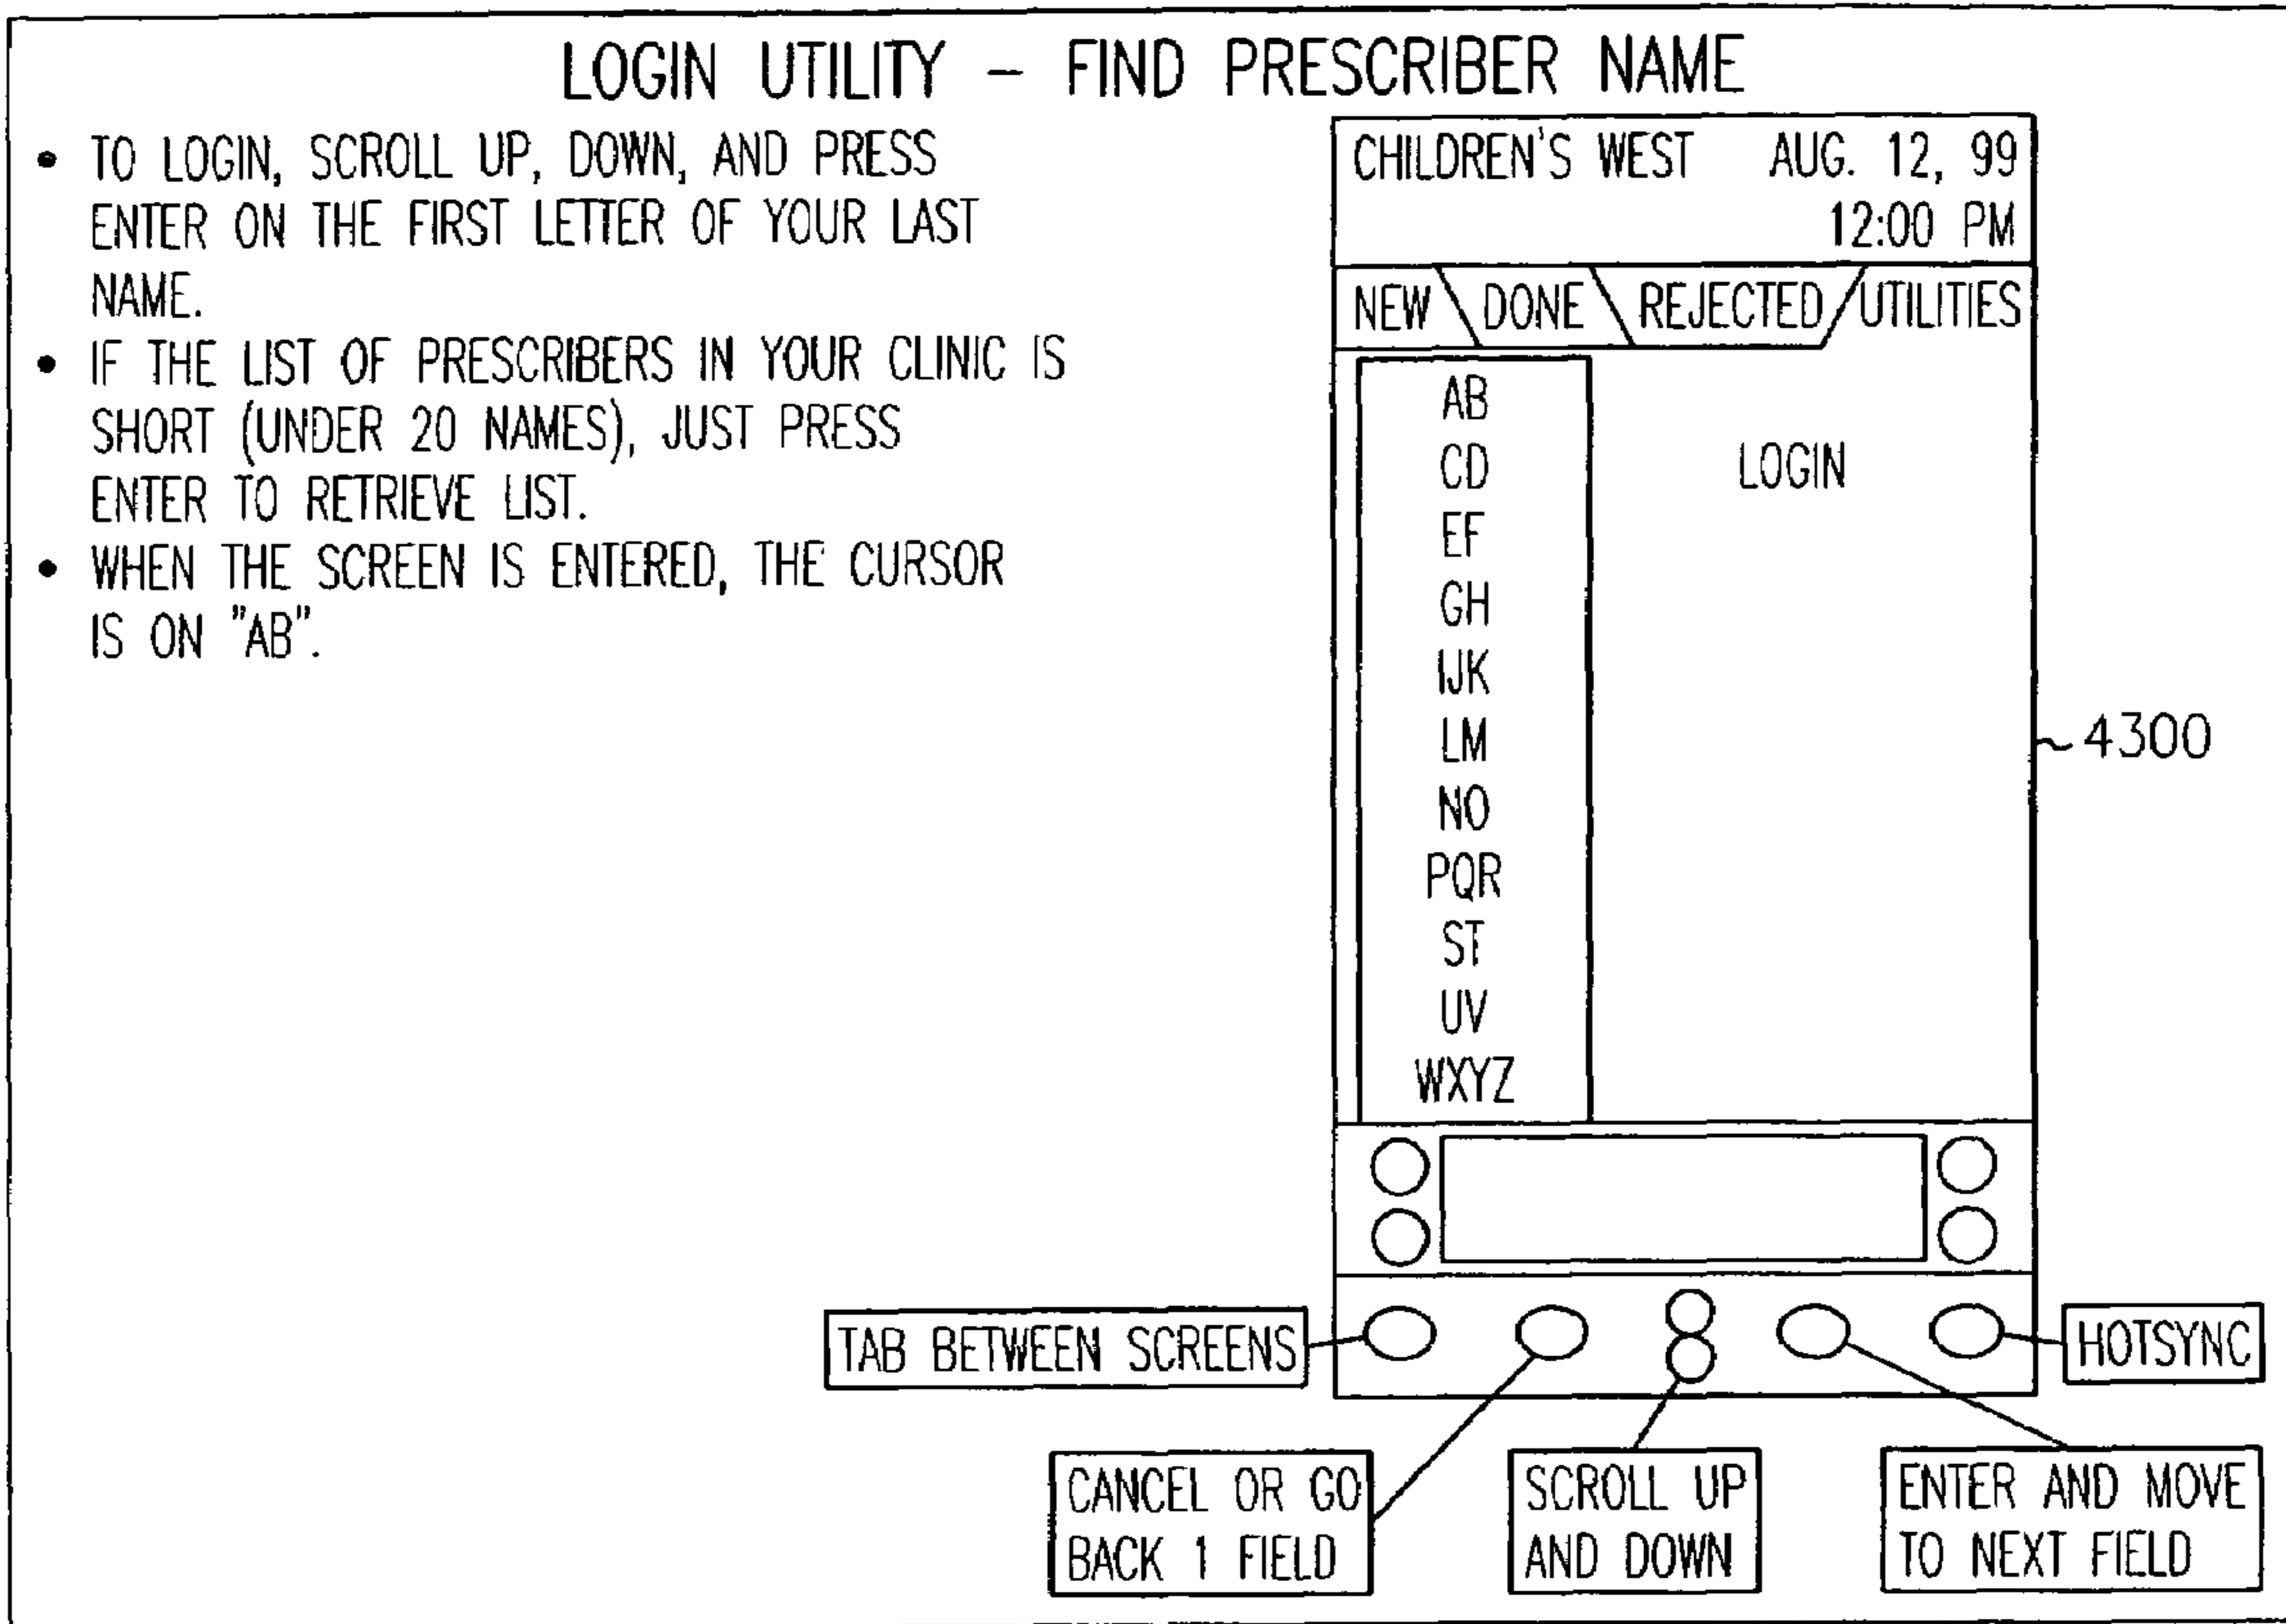 LOGIN UTILITY – FIND PRESCRIBER NAME
• TO LOGIN, SCROLL UP, DOWN, AND PRESS
ENTER ON THE FIRST LETTER OF YOUR LAST
NAME.
• IF THE LIST OF PRESCRIBERS IN YOUR CLINIC IS
SHORT (UNDER 20 NAMES), JUST PRESS
ENTER TO RETRIEVE LIST.
• WHEN THE SCREEN IS ENTERED, THE CURSOR
IS ON "AB".
CHILDREN'S WEST AUG. 12, 99
12:00 PM
NEW DONE REJECTED UTILITIES
AB
CD
EF
GH
IJK
LM
NO
PQR
ST
UV
WXYZ
LOGIN
4300
TAB BETWEEN SCREENS
HOTSYNC
CANCEL OR GO
BACK 1 FIELD
SCROLL UP
AND DOWN
ENTER AND MOVE
TO NEXT FIELD